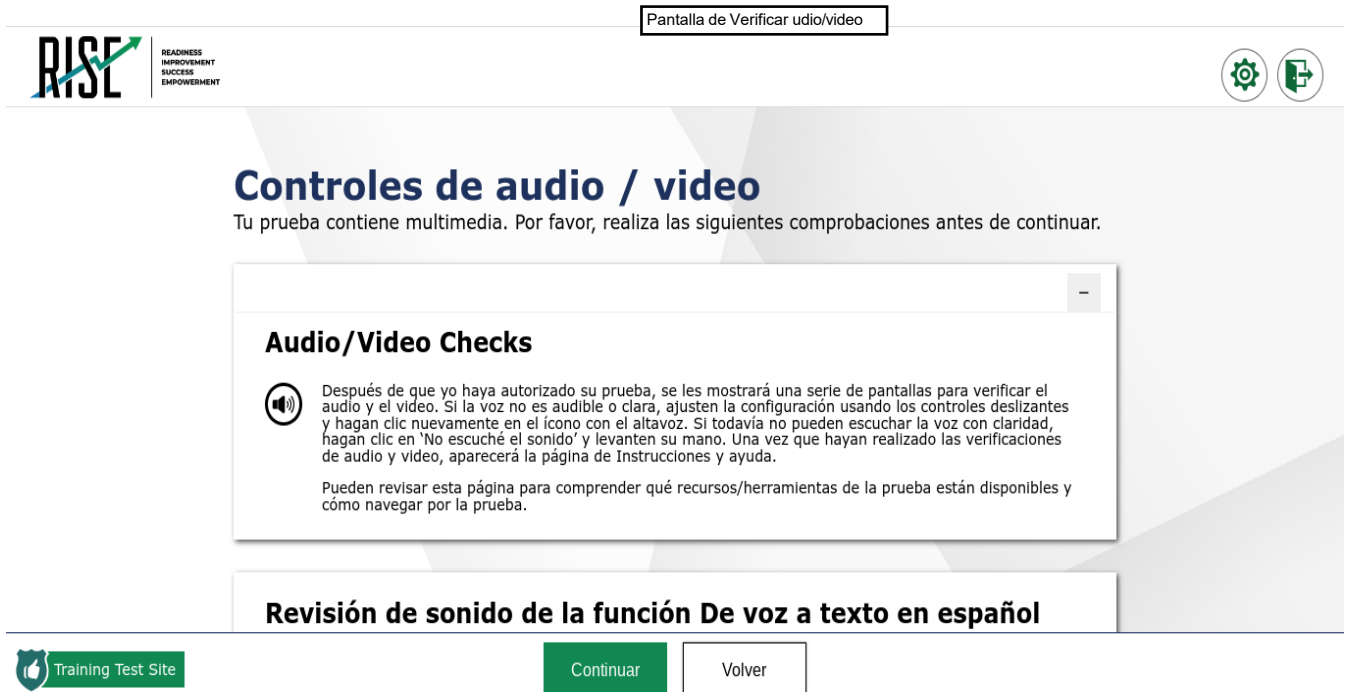 Pantalla de Verificar udio/video
RISE
READINESS
IMPROVEMENT
SUCCESS
EMPOWERMENT
Controles de audio / video
Tu prueba contiene multimedia. Por favor, realiza las siguientes comprobaciones antes de continuar.
–
Audio/Video Checks
Después de que yo haya autorizado su prueba, se les mostrará una serie de pantallas para verificar el
audio y el video. Si la voz no es audible o clara, ajusten la configuración usando los controles deslizantes
y hagan clic nuevamente en el ícono con el altavoz. Si todavía no pueden escuchar la voz con claridad,
hagan clic en ‘No escuché el sonido’ y levanten su mano. Una vez que hayan realizado las verificaciones
de audio y video, aparecerá la página de Instrucciones y ayuda.
Pueden revisar esta página para comprender qué recursos/herramientas de la prueba están disponibles y
cómo navegar por la prueba.
Revisión de sonido de la función De voz a texto en español
Training Test Site
Continuar
Volver